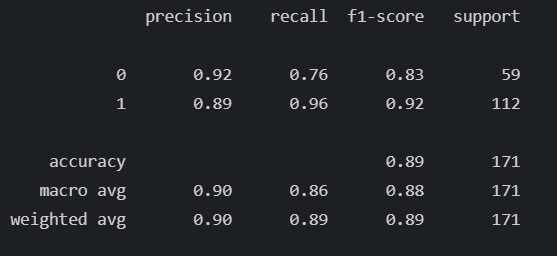 precision recall f1-score support
0 0.92 0.76 0.83 59
1 0.89 0.96 0.92 112
accuracy 0.89 171
macro avg 0.90 0.86 0.88 171
weighted avg 0.90 0.89 0.89 171